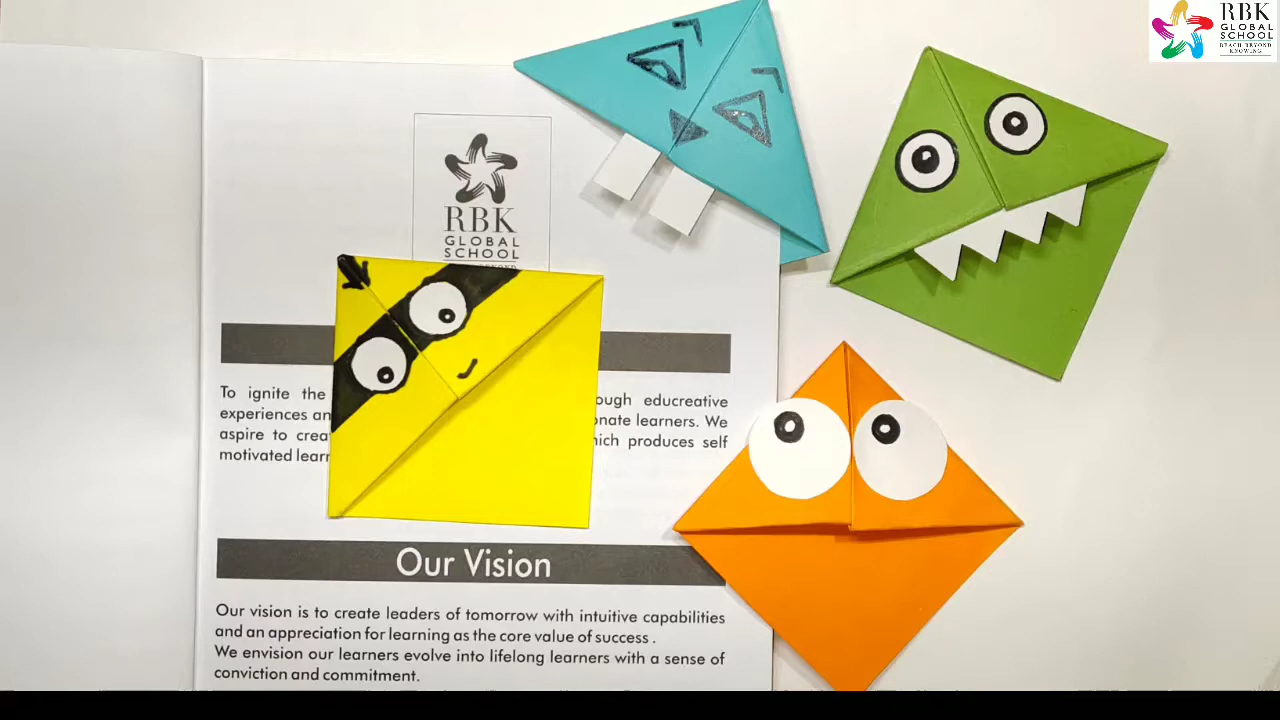 RBK
GLOBAL
SCHOOL
REACH BEYOND
KNOWING
RBK
GLOBAL
SCHOOL
To ignite the ough educreative
experiences an onate learners. We
aspire to crea hich produces self
motivated lear
Our Vision
Our vision is to create leaders of tomorrow with intuitive capabilities
and an appreciation for learning as the core value of success .
We envision our learners evolve into lifelong learners with a sense of
conviction and commitment.